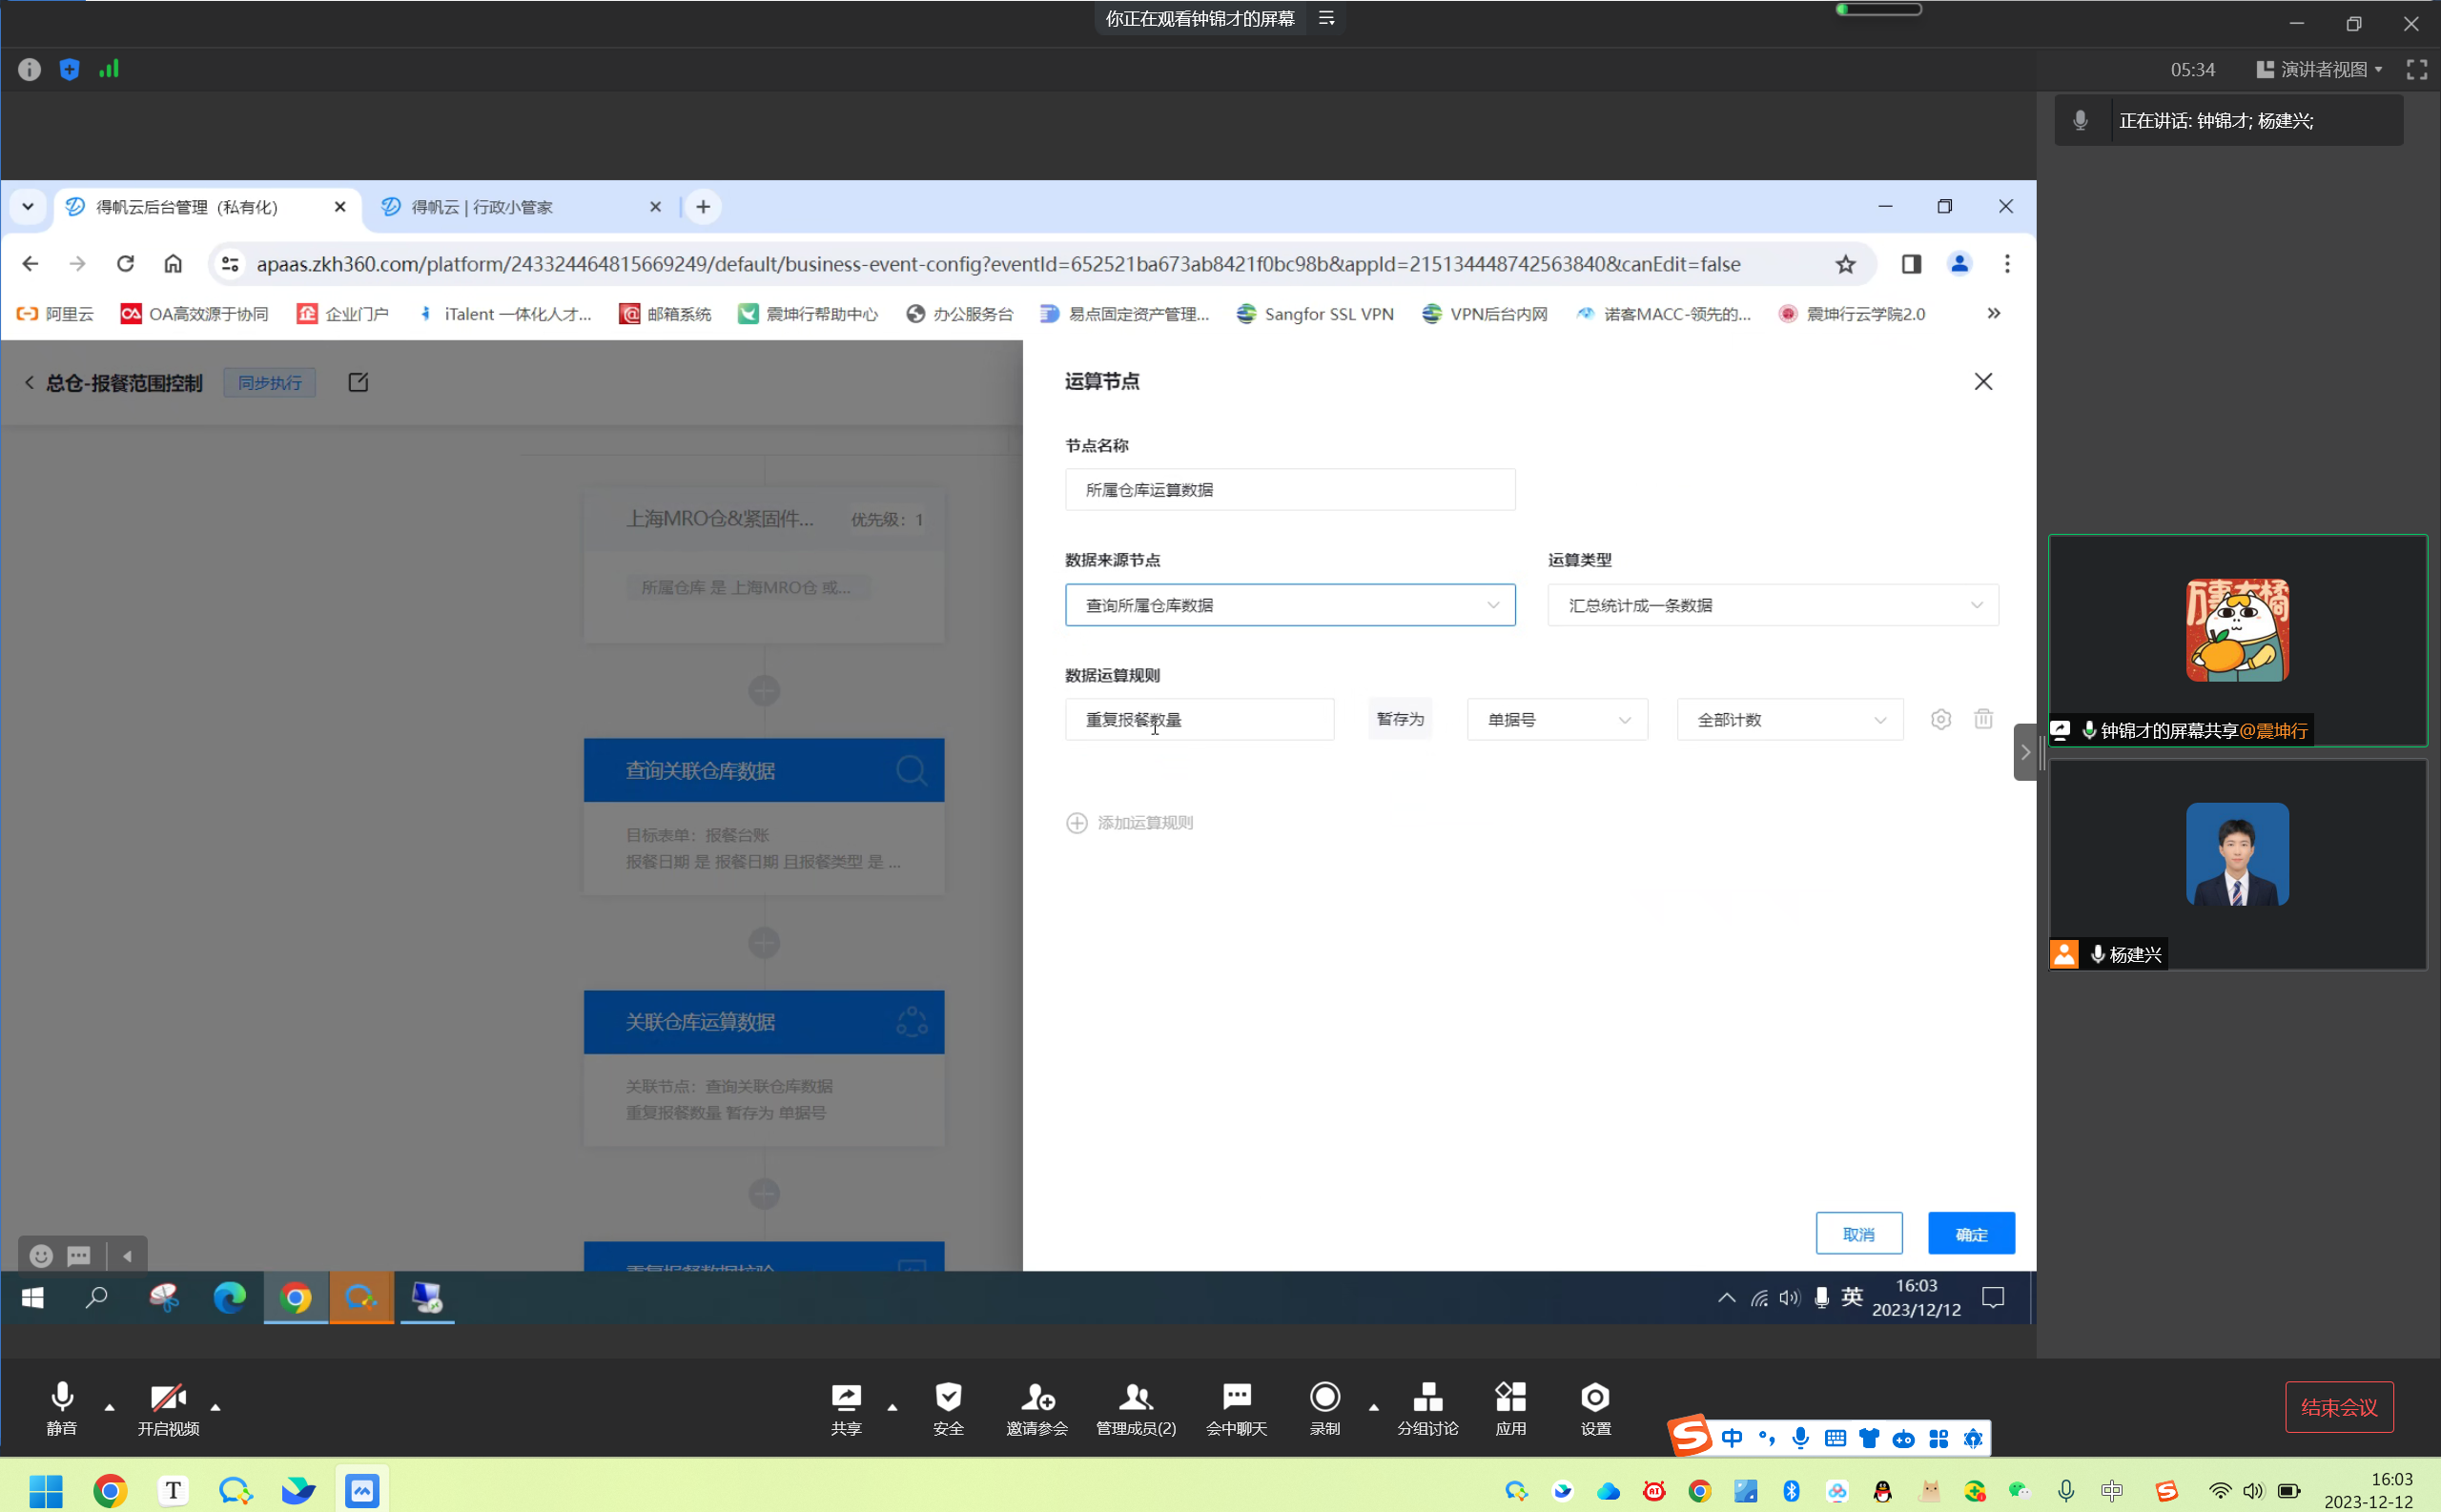 你正在观看钟锦才的屏幕
05:34
演讲者视图
正在讲话: 钟锦才; 杨建兴;
得帆云后台管理（私有化）
得帆云 | 行政小管家
apaas.zkh360.com/platform/243324464815669249/default/business-event-config?eventId=652521ba673ab8421f0bc98b&appId=215134448742563840&canEdit=false
阿里云
OA高效源于协同
企业门户
iTalent 一体化人才...
邮箱系统
震坤行帮助中心
办公服务台
易点固定资产管理...
Sangfor SSL VPN
VPN后台内网
诺客MACC-领先的...
震坤行云学院2.0
总仓-报餐范围控制
同步执行
上海MRO仓&紧固件...
优先级：1
所属仓库 是 上海MRO仓 或...
查询关联仓库数据
目标表单：报餐台账
报餐日期 是 报餐日期 且报餐类型 是 ...
关联仓库运算数据
关联节点：查询关联仓库数据
重复报餐数量 暂存为 单据号
运算节点
节点名称
所属仓库运算数据
数据来源节点
运算类型
查询所属仓库数据
汇总统计成一条数据
数据运算规则
重复报餐数量
暂存为
单据号
全部计数
添加运算规则
取消
确定
万事大橘
钟锦才的屏幕共享@震坤行
杨建兴
英
16:03
2023/12/12
静音
开启视频
共享
安全
邀请参会
管理成员(2)
会中聊天
录制
分组讨论
应用
设置
结束会议
中
中
16:03
2023-12-12